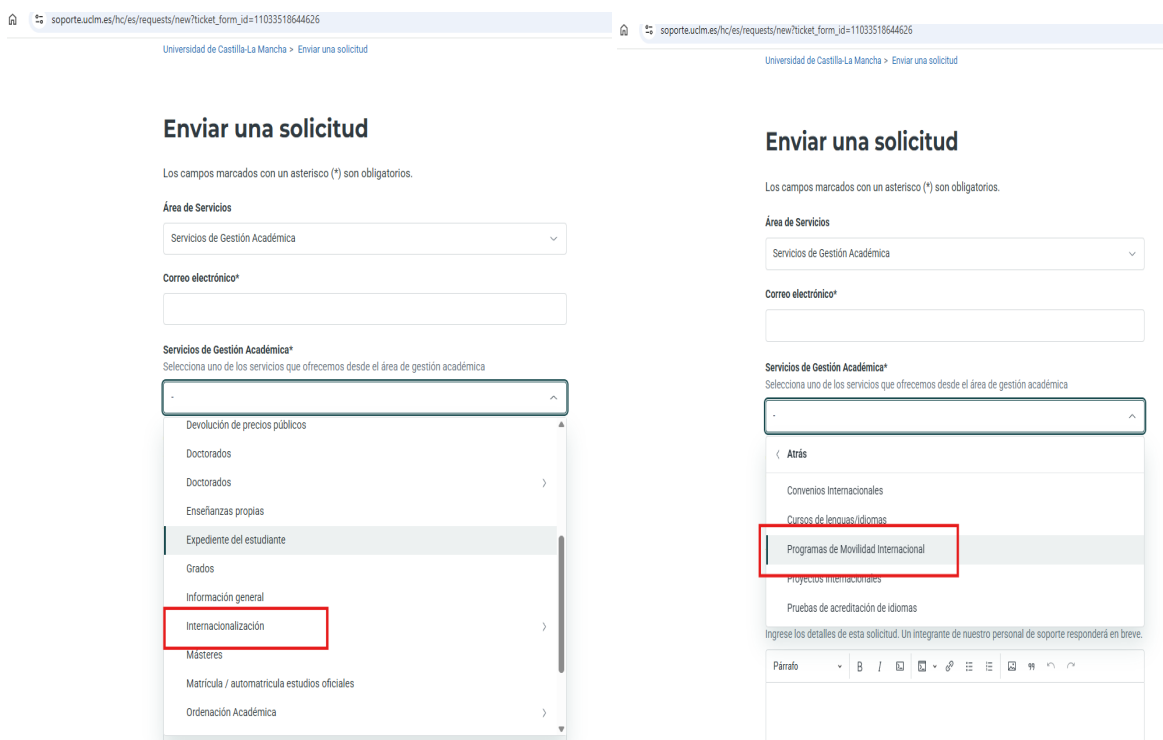 soporte.uclm.es/hc/es/requests/new?ticket_form_id=11033518644626
Universidad de Castilla-La Mancha > Enviar una solicitud
Enviar una solicitud
Los campos marcados con un asterisco (*) son obligatorios.
Área de Servicios
Servicios de Gestión Académica
Correo electrónico*
Servicios de Gestión Académica*
Selecciona uno de los servicios que ofrecemos desde el área de gestión académica
-
Devolución de precios públicos
Doctorados
Doctorados
Enseñanzas propias
Expediente del estudiante
Grados
Información general
Internacionalización
Másteres
Matrícula / automatrícula estudios oficiales
Ordenación Académica
soporte.uclm.es/hc/es/requests/new?ticket_form_id=11033518644626
Universidad de Castilla-La Mancha > Enviar una solicitud
Enviar una solicitud
Los campos marcados con un asterisco (*) son obligatorios.
Área de Servicios
Servicios de Gestión Académica
Correo electrónico*
Servicios de Gestión Académica*
Selecciona uno de los servicios que ofrecemos desde el área de gestión académica
-
Atrás
Convenios Internacionales
Cursos de lenguas/idiomas
Programas de Movilidad Internacional
Proyectos Internacionales
Pruebas de acreditación de idiomas
Ingrese los detalles de esta solicitud. Un integrante de nuestro personal de soporte responderá en breve.
Párrafo B I